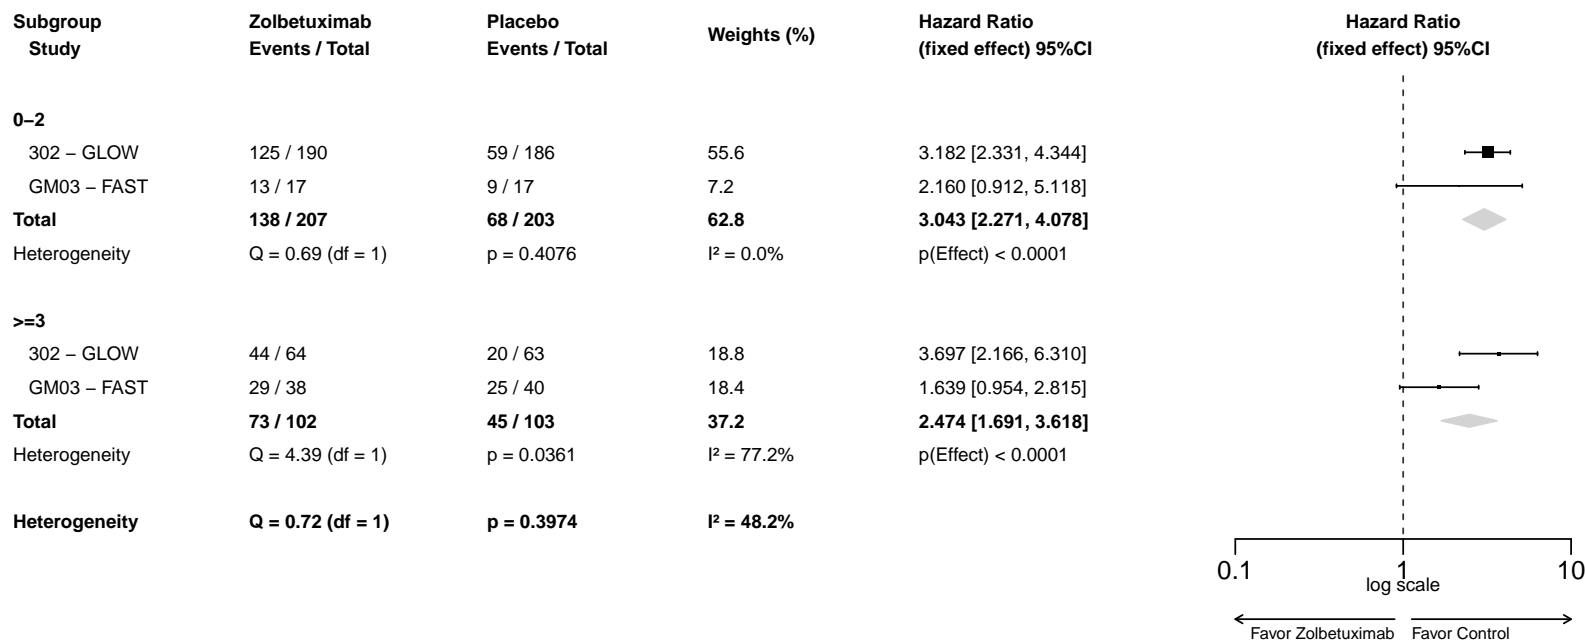 Subgroup Zolbetuximab Placebo Weights (%) Hazard Ratio Hazard Ratio
Study Events / Total Events / Total (fixed effect) 95%CI (fixed effect) 95%CI
0–2
302 – GLOW 125 / 190 59 / 186 55.6 3.182 [2.331, 4.344]
GM03 – FAST 13 / 17 9 / 17 7.2 2.160 [0.912, 5.118]
Total 138 / 207 68 / 203 62.8 3.043 [2.271, 4.078]
Heterogeneity Q = 0.69 (df = 1) p = 0.4076 I² = 0.0% p(Effect) < 0.0001
>=3
302 – GLOW 44 / 64 20 / 63 18.8 3.697 [2.166, 6.310]
GM03 – FAST 29 / 38 25 / 40 18.4 1.639 [0.954, 2.815]
Total 73 / 102 45 / 103 37.2 2.474 [1.691, 3.618]
Heterogeneity Q = 4.39 (df = 1) p = 0.0361 I² = 77.2% p(Effect) < 0.0001
Heterogeneity Q = 0.72 (df = 1) p = 0.3974 I² = 48.2%
0.1 1 10
log scale
Favor Zolbetuximab Favor Control